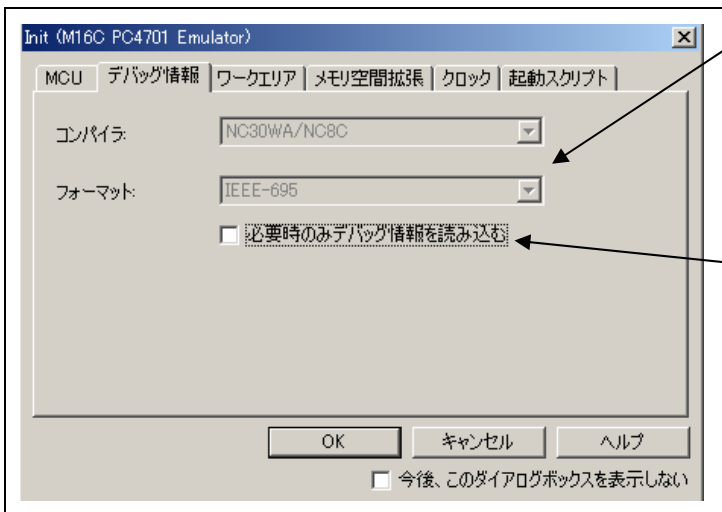 Init (M16C PC4701 Emulator)
MCU デバッグ情報 ワークエリア メモリ空間拡張 クロック 起動スクリプト
コンパイラ: NC30WA/NC8C
フォーマット: IEEE-695
必要時のみデバッグ情報を読み込む
OK キャンセル ヘルプ
今後、このダイアログボックスを表示しない